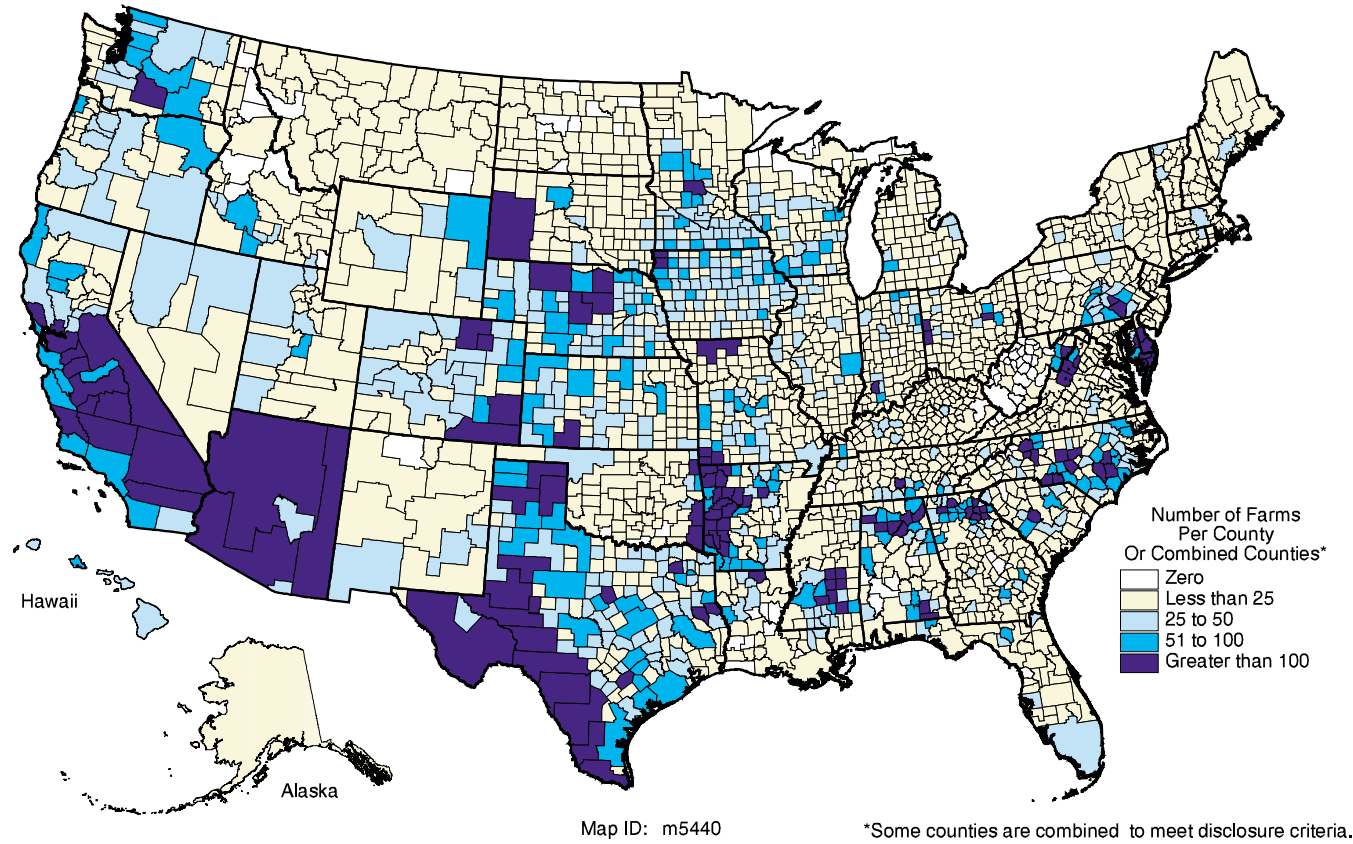 Number of Farms
Per County
Or Combined Counties*
Zero
Less than 25
25 to 50
51 to 100
Greater than 100
Hawaii
Alaska
Map ID: m5440
*Some counties are combined to meet disclosure criteria.